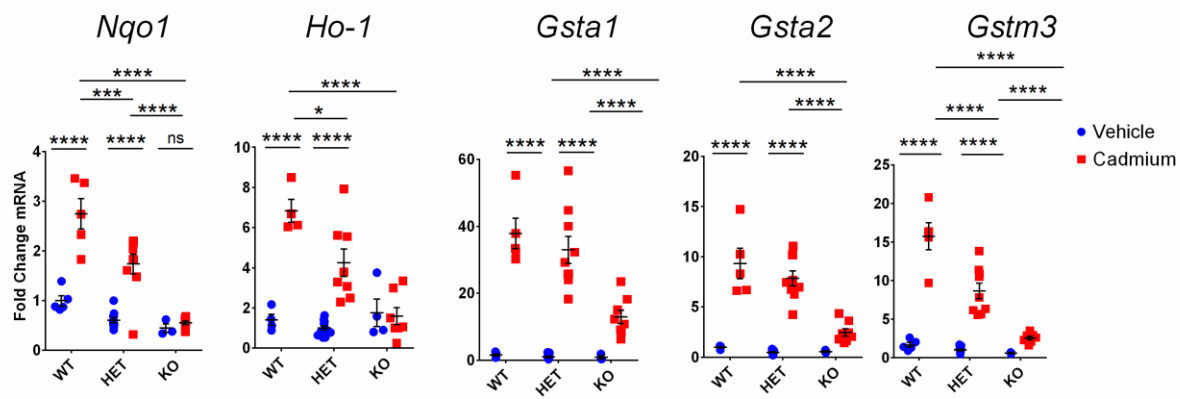 Nqo1 Ho-1 Gsta1 Gsta2 Gstm3
**** **** **** **** ****
*** **** * **** **** **** ****
**** **** ns **** **** **** **** **** **** **** ****
Vehicle
Cadmium
Fold Change mRNA
4
3
2
1
0
WT HET KO
10
8
6
4
2
0
WT HET KO
60
40
20
0
WT HET KO
20
15
10
5
0
WT HET KO
25
20
15
10
5
0
WT HET KO